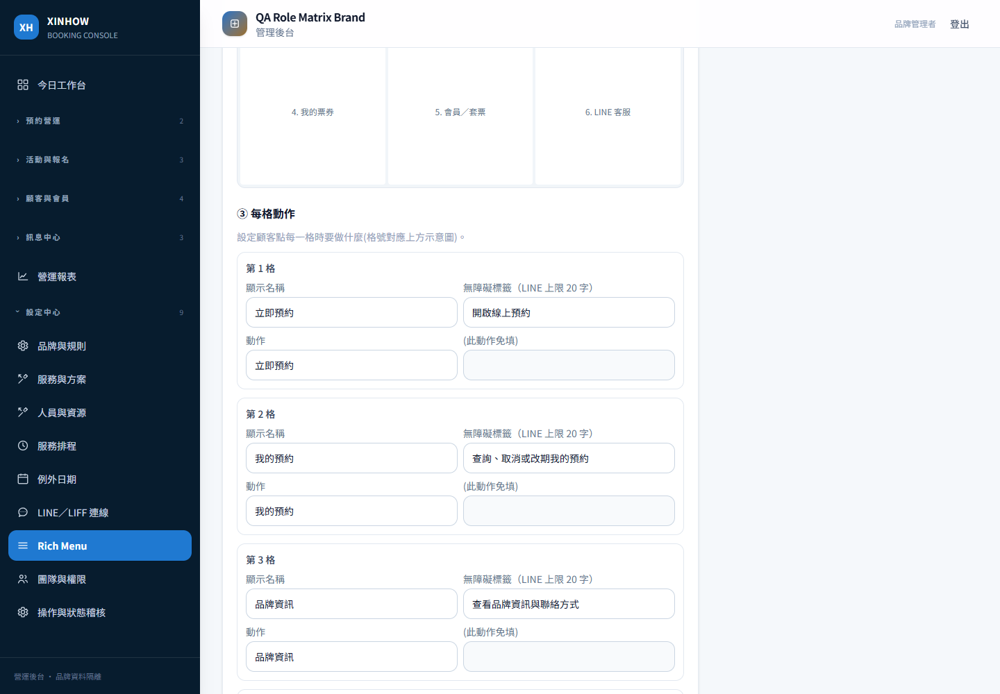 XH
XINHOW
BOOKING CONSOLE
今日工作台
預約營運 2
活動與報名 3
顧客與會員 4
訊息中心 3
營運報表
設定中心 9
品牌與規則
服務與方案
人員與資源
服務排程
例外日期
LINE／LIFF 連線
Rich Menu
團隊與權限
操作與狀態稽核
營運後台 · 品牌資料隔離
QA Role Matrix Brand
管理後台
品牌管理者 登出
4. 我的票券 5. 會員／套票 6. LINE 客服
③ 每格動作
設定顧客點每一格時要做什麼(格號對應上方示意圖)。
第 1 格
顯示名稱 無障礙標籤（LINE 上限 20 字）
立即預約 開啟線上預約
動作 (此動作免填)
立即預約
第 2 格
顯示名稱 無障礙標籤（LINE 上限 20 字）
我的預約 查詢、取消或改期我的預約
動作 (此動作免填)
我的預約
第 3 格
顯示名稱 無障礙標籤（LINE 上限 20 字）
品牌資訊 查看品牌資訊與聯絡方式
動作 (此動作免填)
品牌資訊